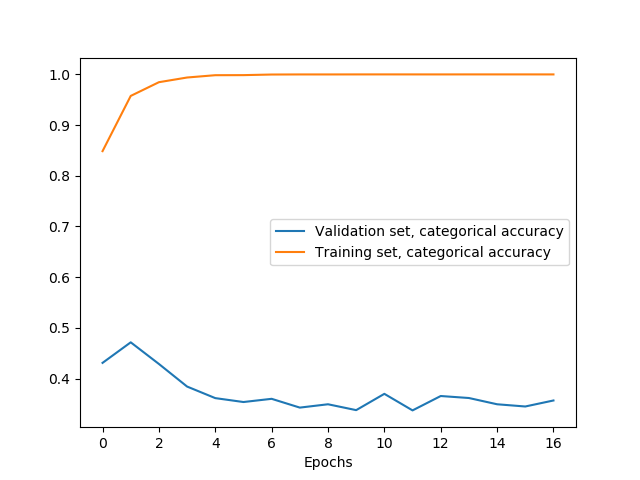 1.0
0.9
0.8
0.7
0.6
0.5
0.4
Validation set, categorical accuracy
Training set, categorical accuracy
0 2 4 6 8 10 12 14 16
Epochs